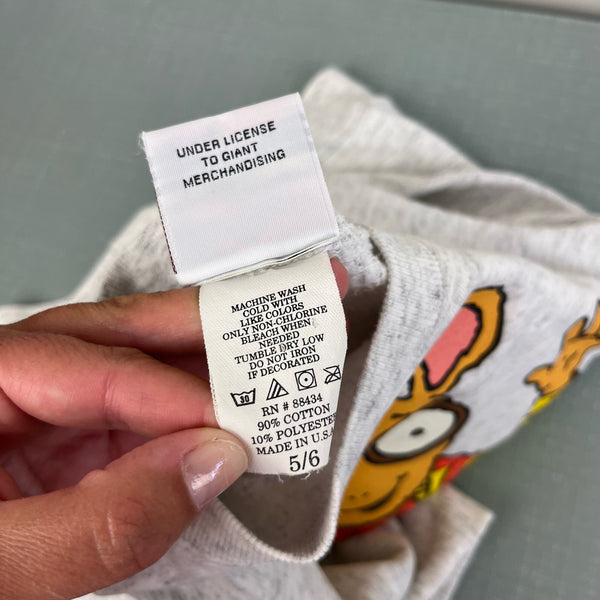 UNDER LICENSE
TO GIANT
MERCHANDISING
MACHINE WASH
COLD WITH
LIKE COLORS
ONLY NON-CHLORINE
BLEACH WHEN
NEEDED
TUMBLE DRY LOW
DO NOT IRON
IF DECORATED
30
RN # 88434
90% COTTON
10% POLYESTER
MADE IN U.S.A
5/6